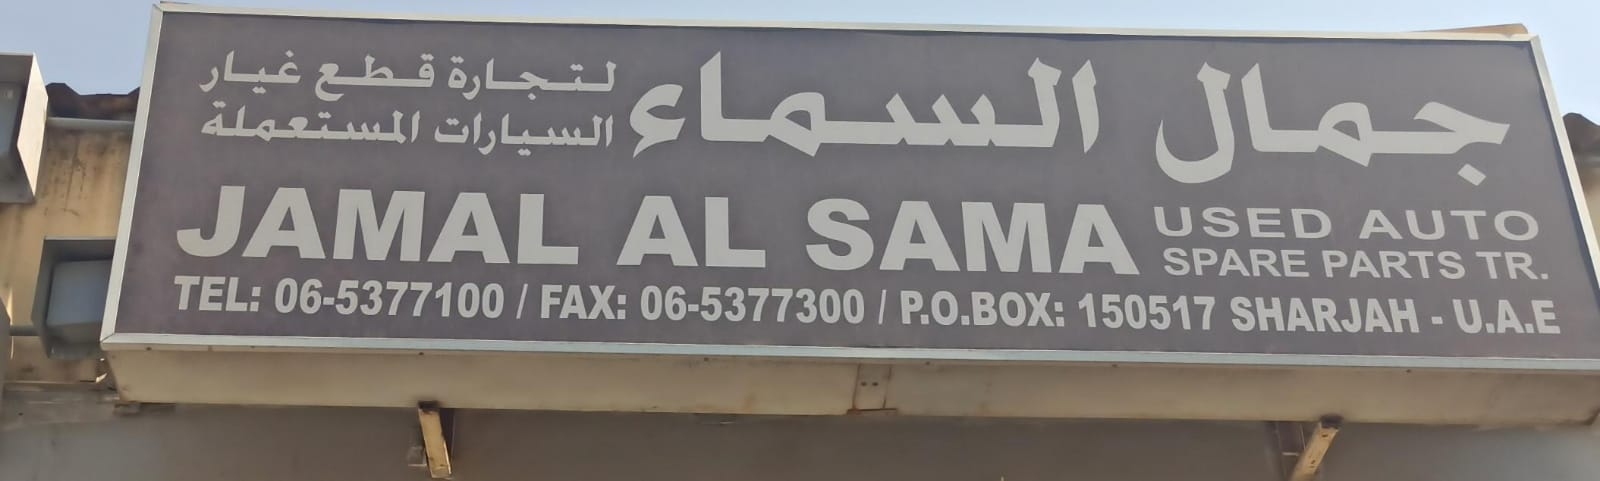 جمال السماء
لتجارة قطع غيار
السيارات المستعملة
JAMAL AL SAMA
USED AUTO
SPARE PARTS TR.
TEL: 06-5377100 / FAX: 06-5377300 / P.O.BOX: 150517 SHARJAH - U.A.E